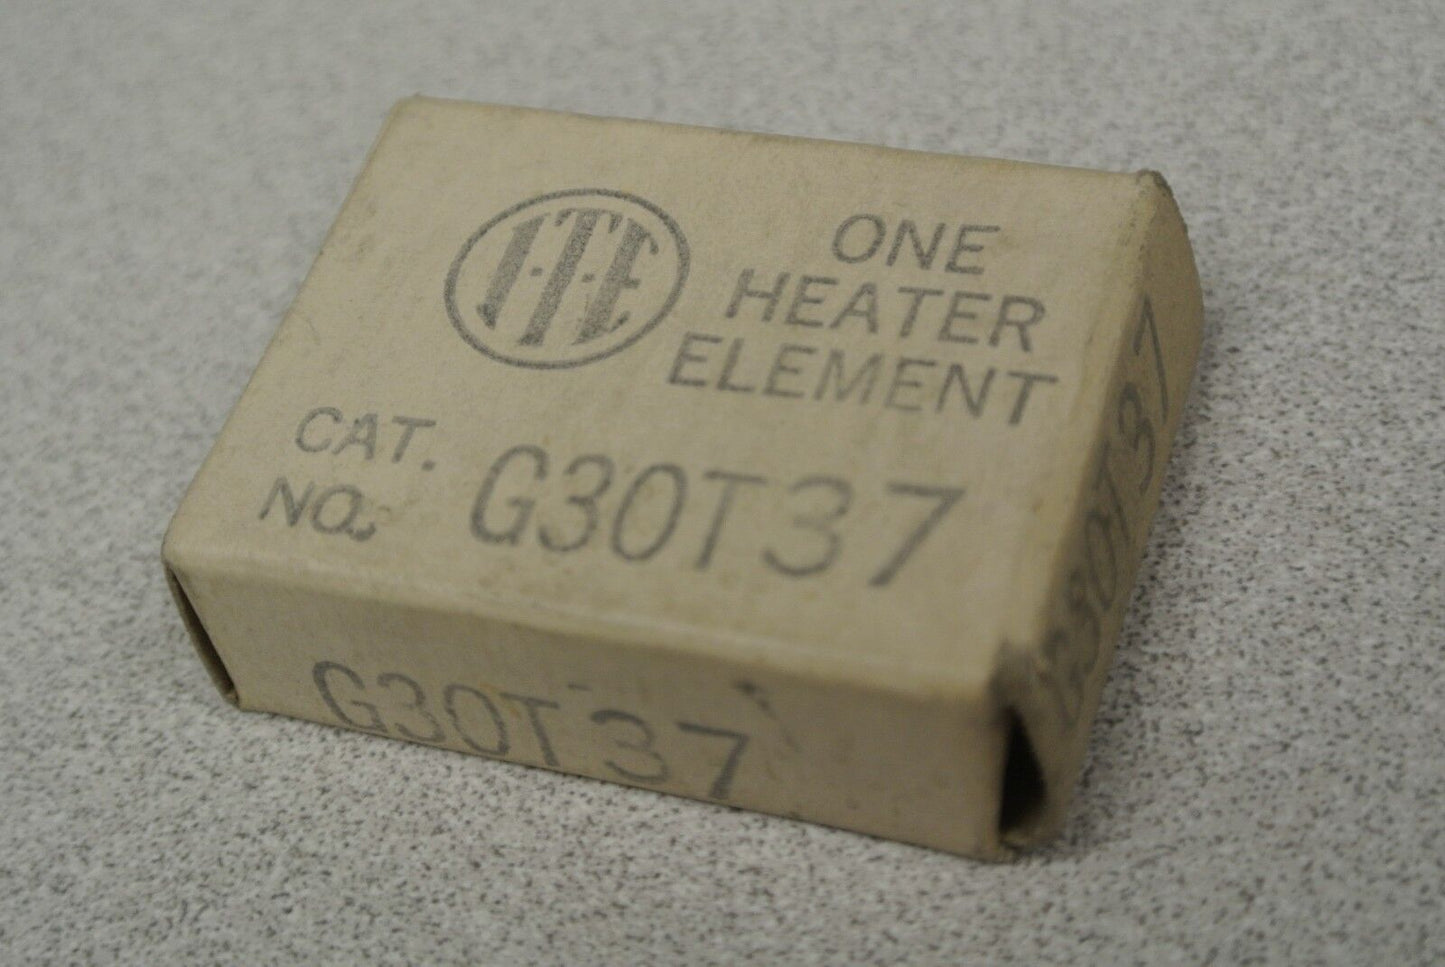 I-T-E
ONE
HEATER
ELEMENT
CAT.
NO. G30T37
G30T37
G30T37